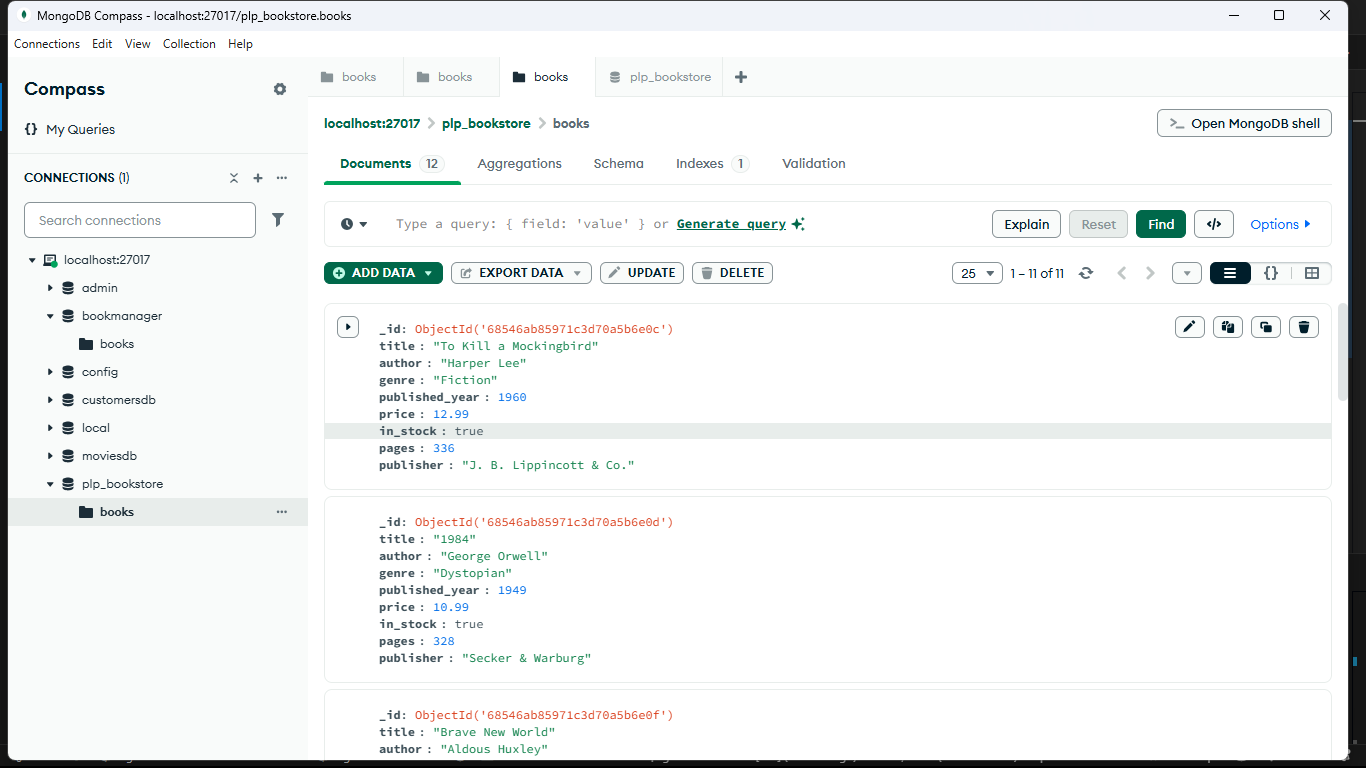 MongoDB Compass - localhost:27017/plp_bookstore.books
Connections Edit View Collection Help
Compass
{} My Queries
CONNECTIONS (1)
Search connections
localhost:27017
admin
bookmanager
books
config
customersdb
local
moviesdb
plp_bookstore
books
books books books plp_bookstore
localhost:27017 > plp_bookstore > books
>_ Open MongoDB shell
Documents 12 Aggregations Schema Indexes 1 Validation
Type a query: { field: 'value' } or Generate query
Explain Reset Find </> Options
ADD DATA EXPORT DATA UPDATE DELETE
25 1 – 11 of 11 {}
_id: ObjectId('68546ab85971c3d70a5b6e0c')
title : "To Kill a Mockingbird"
author : "Harper Lee"
genre : "Fiction"
published_year : 1960
price : 12.99
in_stock : true
pages : 336
publisher : "J. B. Lippincott & Co."
_id: ObjectId('68546ab85971c3d70a5b6e0d')
title : "1984"
author : "George Orwell"
genre : "Dystopian"
published_year : 1949
price : 10.99
in_stock : true
pages : 328
publisher : "Secker & Warburg"
_id: ObjectId('68546ab85971c3d70a5b6e0f')
title : "Brave New World"
author : "Aldous Huxley"